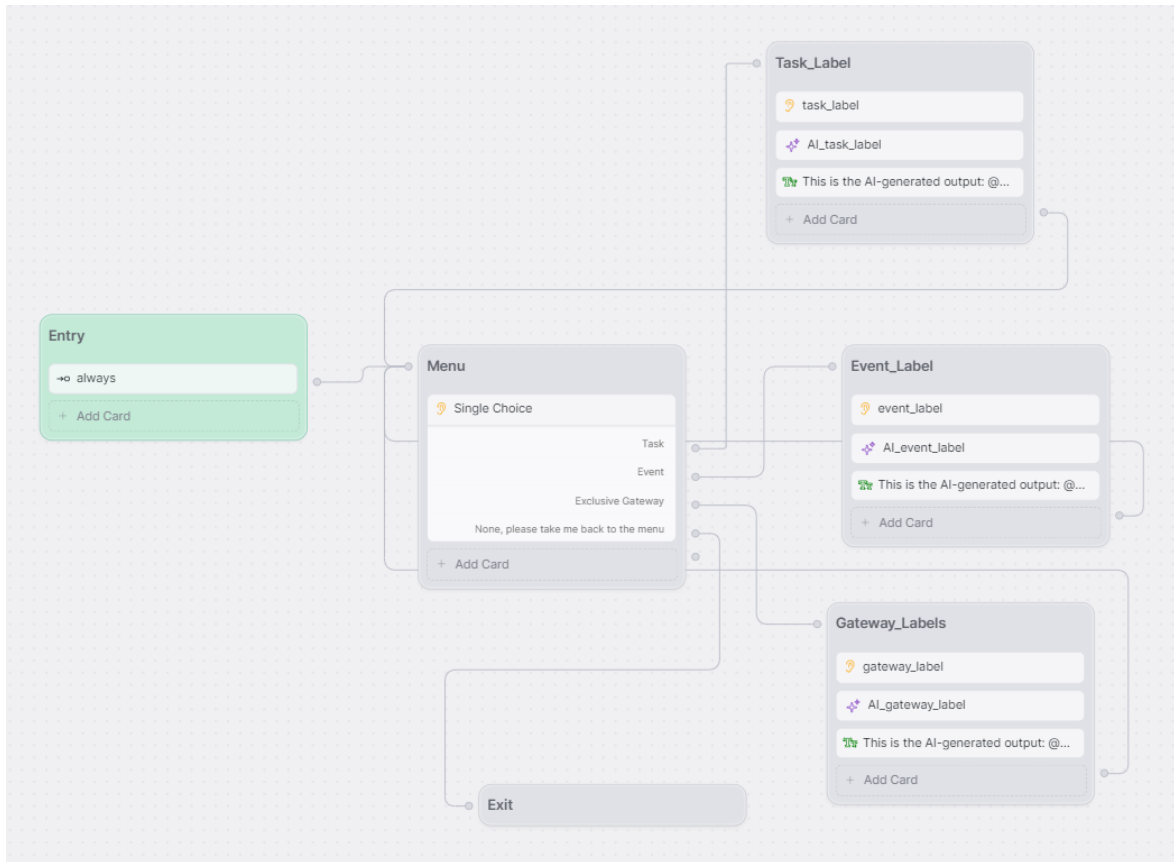 Task_Label
task_label
AI_task_label
This is the AI-generated output: @...
+ Add Card
Entry
always
+ Add Card
Menu
Single Choice
Task
Event
Exclusive Gateway
None, please take me back to the menu
+ Add Card
Event_Label
event_label
AI_event_label
This is the AI-generated output: @...
+ Add Card
Gateway_Labels
gateway_label
AI_gateway_label
This is the AI-generated output: @...
+ Add Card
Exit